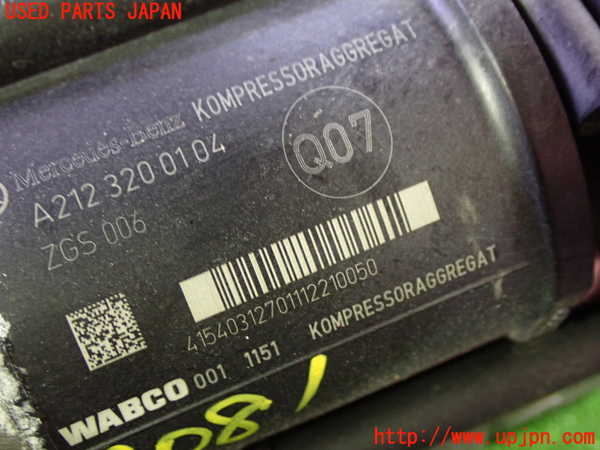 USED PARTS JAPAN
Mercedes-Benz KOMPRESSORAGGREGAT
A212 320 01 04
ZGS 006
Q07
41540312701112210050
WABCO 001 1151 KOMPRESSORAGGREGAT
http://www.upjpn.com/